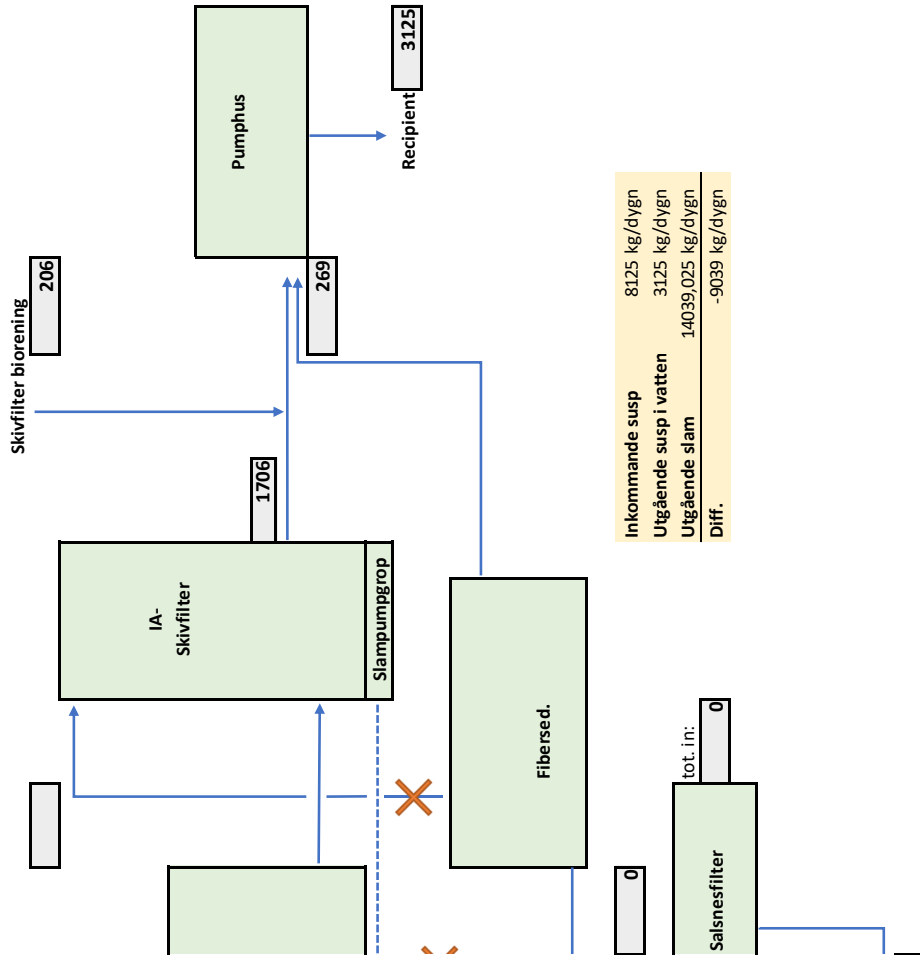 Skivfilter biorening
206
Pumphus
3125
Recipient
269
1706
IA-
Skivfilter
Slampumpgrop
Fibersed.
Inkommande susp 8125 kg/dygn
Utgående susp i vatten 3125 kg/dygn
Utgående slam 14039,025 kg/dygn
Diff. -9039 kg/dygn
tot. in:
0
0
Salsnesfilter